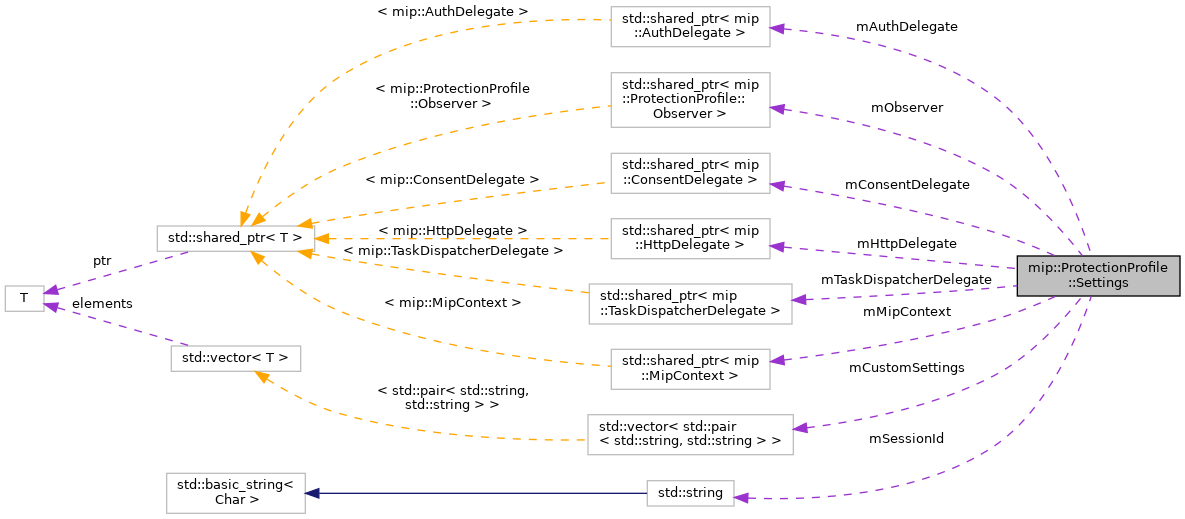 < mip::AuthDelegate >
std::shared_ptr< mip
::AuthDelegate >
mAuthDelegate
< mip::ProtectionProfile
::Observer >
std::shared_ptr< mip
::ProtectionProfile::
Observer >
mObserver
< mip::ConsentDelegate >
std::shared_ptr< mip
::ConsentDelegate >
mConsentDelegate
std::shared_ptr< T >
< mip::HttpDelegate >
std::shared_ptr< mip
::HttpDelegate >
mHttpDelegate
< mip::TaskDispatcherDelegate >
ptr
mip::ProtectionProfile
::Settings
mTaskDispatcherDelegate
T
elements
< mip::MipContext >
std::shared_ptr< mip
::TaskDispatcherDelegate >
mMipContext
std::vector< T >
std::shared_ptr< mip
::MipContext >
mCustomSettings
< std::pair< std::string,
std::string > >
std::vector< std::pair
< std::string, std::string > >
mSessionId
std::basic_string<
Char >
std::string